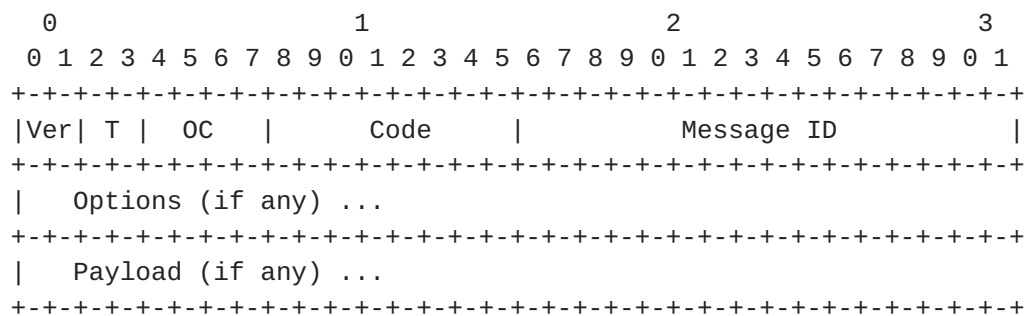 0                   1                   2                   3
 0 1 2 3 4 5 6 7 8 9 0 1 2 3 4 5 6 7 8 9 0 1 2 3 4 5 6 7 8 9 0 1
+-+-+-+-+-+-+-+-+-+-+-+-+-+-+-+-+-+-+-+-+-+-+-+-+-+-+-+-+-+-+-+-+
|Ver| T |  OC   |      Code     |          Message ID           |
+-+-+-+-+-+-+-+-+-+-+-+-+-+-+-+-+-+-+-+-+-+-+-+-+-+-+-+-+-+-+-+-+
|   Options (if any) ...
+-+-+-+-+-+-+-+-+-+-+-+-+-+-+-+-+-+-+-+-+-+-+-+-+-+-+-+-+-+-+-+-+
|   Payload (if any) ...
+-+-+-+-+-+-+-+-+-+-+-+-+-+-+-+-+-+-+-+-+-+-+-+-+-+-+-+-+-+-+-+-+